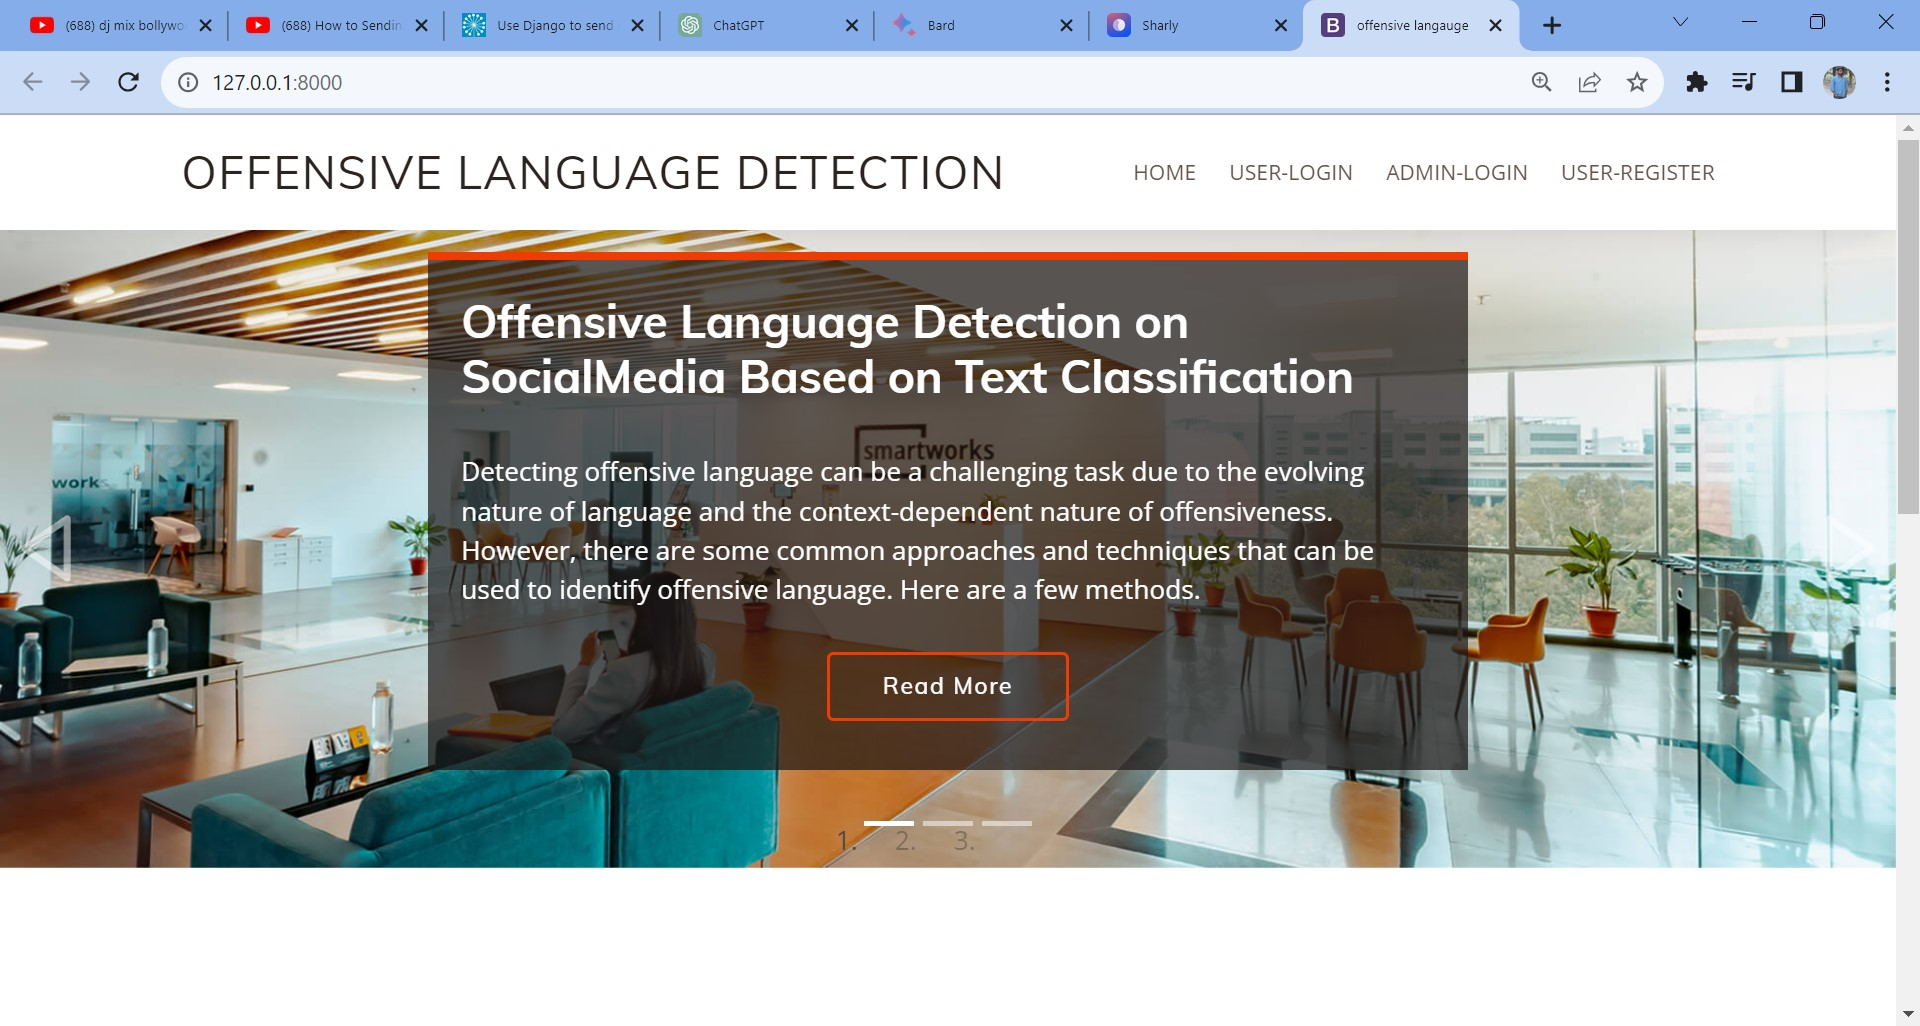 (688) dj mix bollywo
(688) How to Sendin
Use Django to send
ChatGPT
Bard
Sharly
offensive langauge
127.0.0.1:8000
OFFENSIVE LANGUAGE DETECTION
HOME
USER-LOGIN
ADMIN-LOGIN
USER-REGISTER
Offensive Language Detection on
SocialMedia Based on Text Classification
smartworks
works
Detecting offensive language can be a challenging task due to the evolving
nature of language and the context-dependent nature of offensiveness.
However, there are some common approaches and techniques that can be
used to identify offensive language. Here are a few methods.
Read More
1. 2. 3.